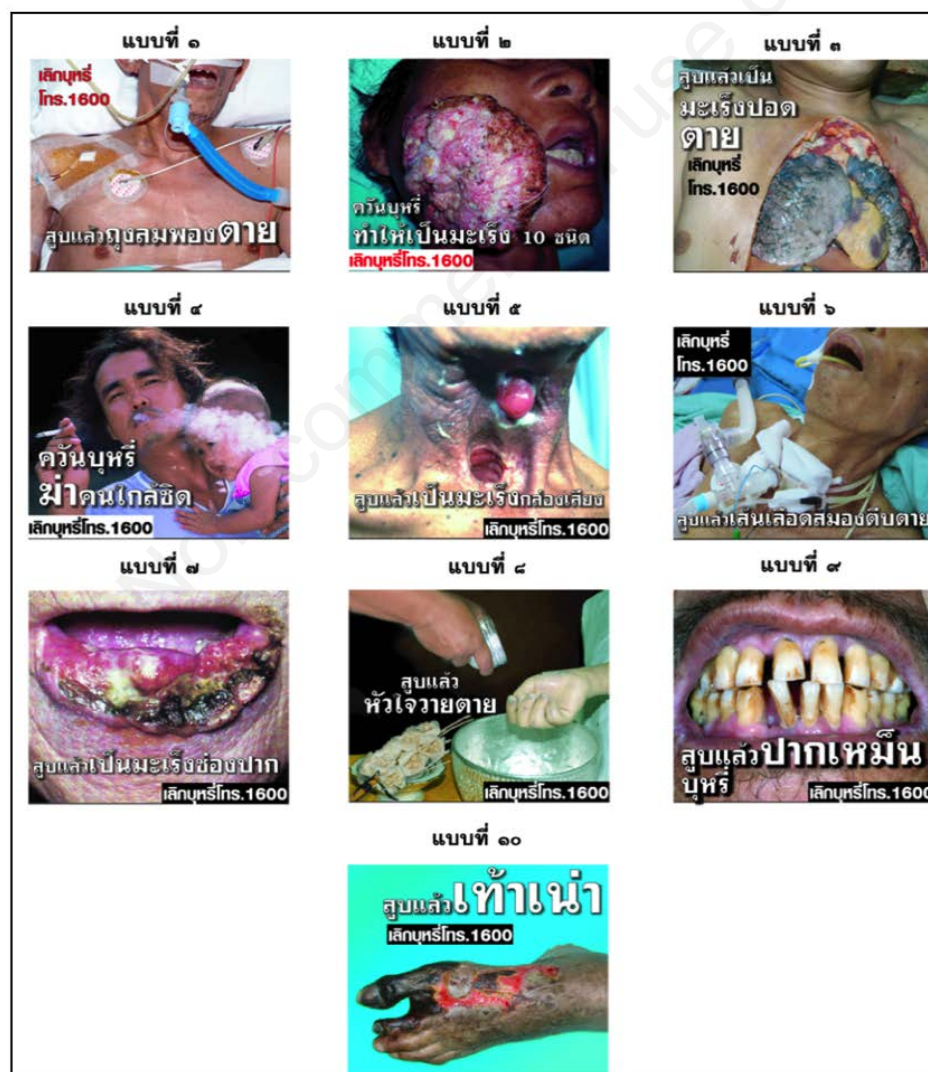 แบบที่ ๑
แบบที่ ๒
แบบที่ ๓
เลิกบุหรี่
โทร.1600
สูบแล้วถุงลมพองตาย
ควันบุหรี่
ทำให้เป็นมะเร็ง 10 ชนิด
เลิกบุหรี่โทร.1600
สูบแล้วเป็น
มะเร็งปอด
ตาย
เลิกบุหรี่
โทร.1600
แบบที่ ๔
แบบที่ ๕
แบบที่ ๖
ควันบุหรี่
ฆ่าคนใกล้ชิด
เลิกบุหรี่โทร.1600
สูบแล้วเป็นมะเร็งกล่องเสียง
เลิกบุหรี่โทร.1600
เลิกบุหรี่
โทร.1600
สูบแล้วเส้นเลือดสมองตีบตาย
แบบที่ ๗
แบบที่ ๘
แบบที่ ๙
สูบแล้วเป็นมะเร็งช่องปาก
เลิกบุหรี่โทร.1600
สูบแล้ว
หัวใจวายตาย
เลิกบุหรี่โทร.1600
สูบแล้วปากเหม็น
บุหรี่
เลิกบุหรี่โทร.1600
แบบที่ ๑๐
สูบแล้วเท้าเน่า
เลิกบุหรี่โทร.1600